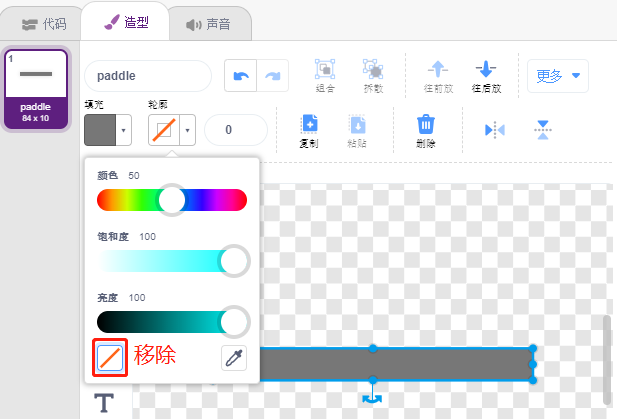 代码
造型
声音
1
paddle
84 x 10
paddle
组合
拆散
往前放
往后放
更多
填充
轮廓
0
复制
粘贴
删除
颜色 50
饱和度 100
亮度 100
移除
T